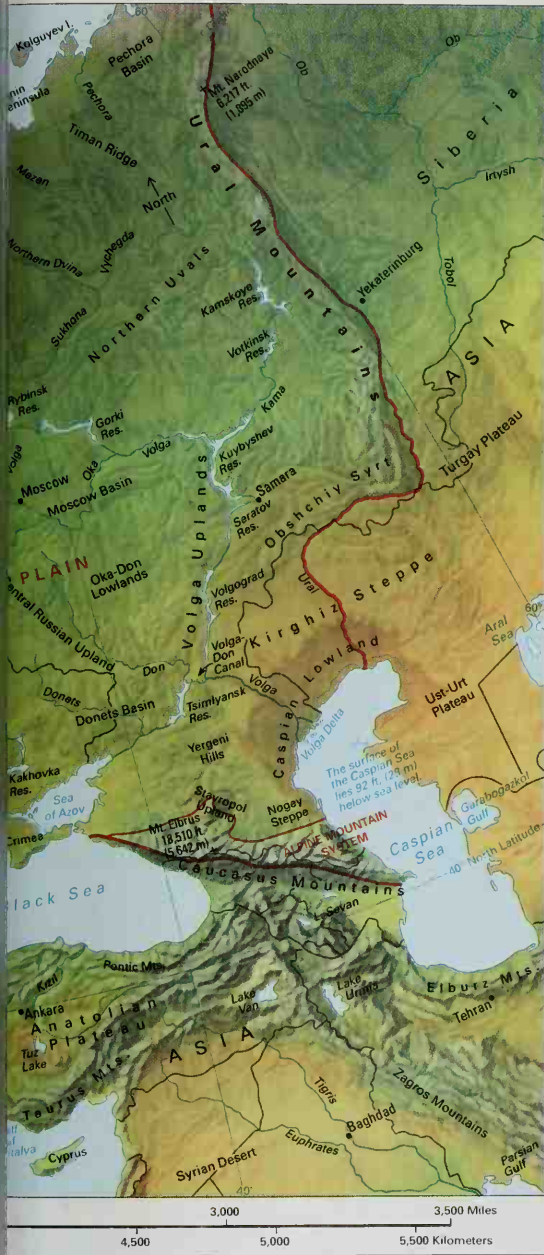 60°
Kolguyev I.
Pechora
Basin
Ob
Ob
Pechora
Mt. Narodnaya
6,217 ft.
(1,895 m)
Siberia
Timan Ridge
Ural Mountains
Irtysh
Mezen
North
Vychegda
Northern Dvina
Northern Uvals
Sukhona
Kamskoye
Res.
Yekaterinburg
Tobol
ASIA
Votkinsk
Res.
Rybinsk
Res.
Gorki
Res.
Kama
Volga
Volga
Oka
Kuybyshev
Res.
Turgay Plateau
Moscow
Moscow Basin
Samara
Saratov
Res.
Obshchiy Syrt
Volga Uplands
PLAIN
Oka-Don
Lowlands
Volgograd
Res.
Ural
Kirghiz Steppe
Central Russian Upland
60°
Aral
Sea
Volga-
Don
Canal
Don
Volga
Caspian Lowland
Donets
Donets Basin
Tsimlyansk
Res.
Ust-Urt
Plateau
Volga Delta
Yergeni
Hills
The surface of
the Caspian Sea
lies 92 ft. (28 m)
below sea level.
Kakhovka
Res.
Sea
of Azov
Stavropol
Upland
Nogay
Steppe
Garabogazkol
Gulf
Mt. Elbrus
18,510 ft.
(5,642 m)
ALPINE MOUNTAIN
SYSTEM
Crimea
Caspian
Sea
40° North Latitude
Caucasus Mountains
Black Sea
L. Sevan
Pontic Mts.
Kizil
Ankara
Anatolian
Plateau
Lake
Van
Lake
Urmia
Elburz Mts.
Tehran
Tuz
Lake
ASIA
Taurus Mts.
Tigris
Zagros Mountains
Baghdad
Euphrates
Cyprus
Syrian Desert
Persian
Gulf
40°
3,000
3,500 Miles
4,500
5,000
5,500 Kilometers